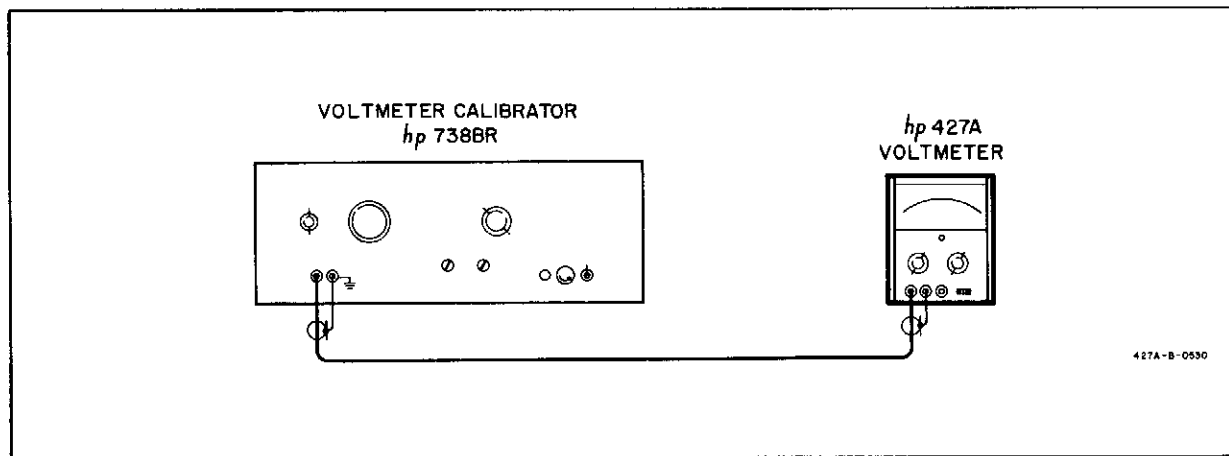 VOLTMETER CALIBRATOR
hp 738BR
hp 427A
VOLTMETER
427A-B-0530